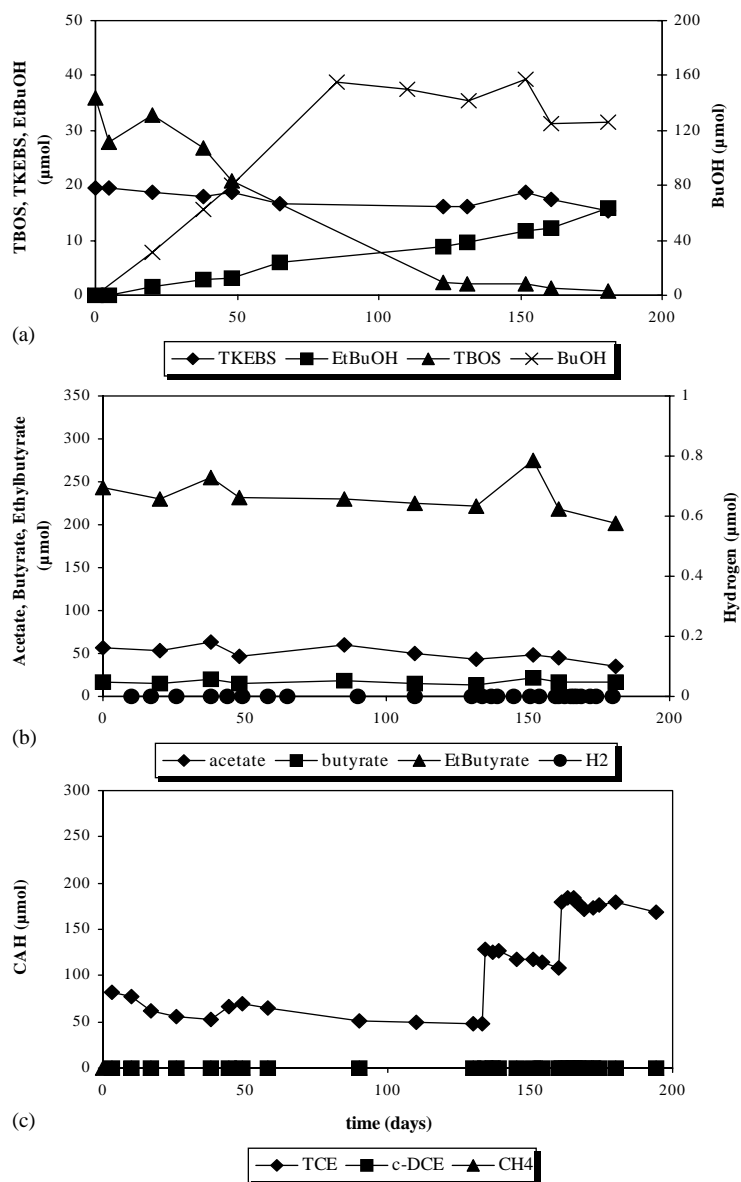 TBOS, TKEBS, EtBuOH
(μmol)
50
40
30
20
10
0
200
160
120
80
40
0
BuOH (μmol)
0
50
100
150
200
(a)
TKEBS
EtBuOH
TBOS
BuOH
Acetate, Butyrate, Ethylbutyrate
(μmol)
350
300
250
200
150
100
50
0
1
0.8
0.6
0.4
0.2
0
Hydrogen (μmol)
0
50
100
150
200
(b)
acetate
butyrate
EtButyrate
H2
CAH (μmol)
300
250
200
150
100
50
0
0
50
100
150
200
(c)
time (days)
TCE
c-DCE
CH4